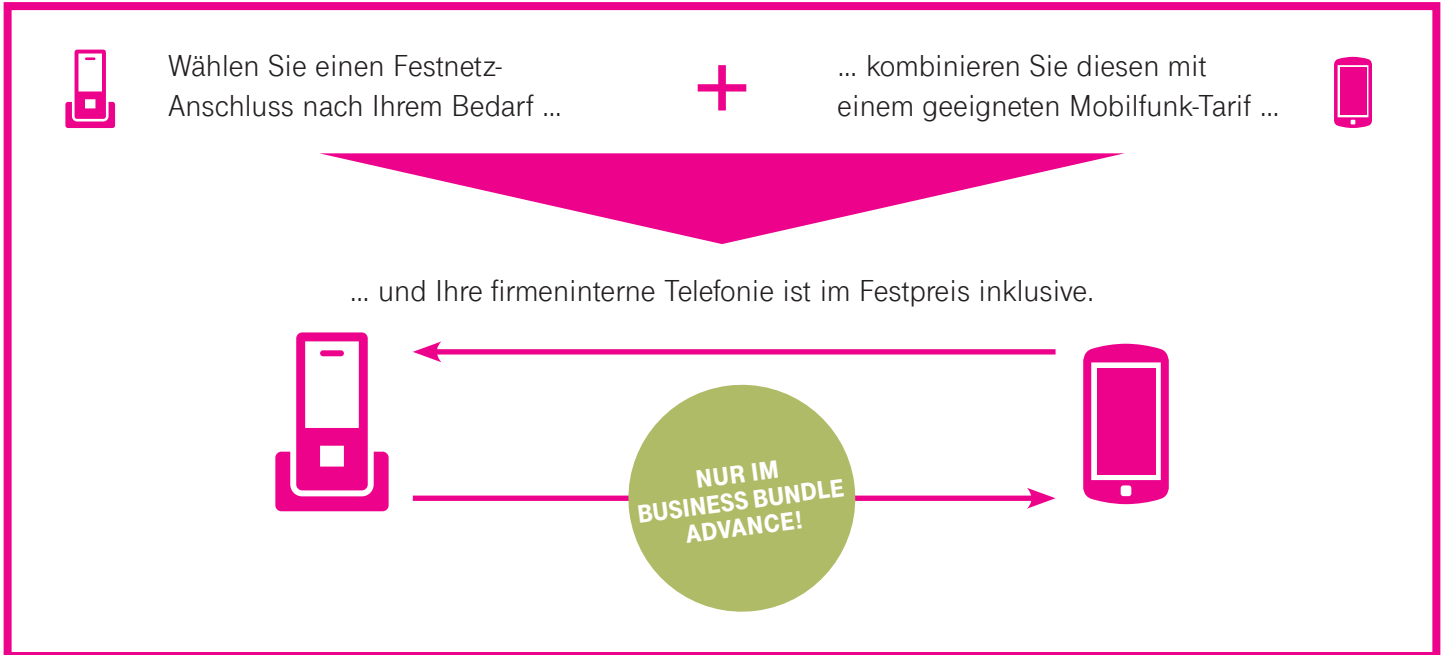 Wählen Sie einen Festnetz-
Anschluss nach Ihrem Bedarf ...
... kombinieren Sie diesen mit
einem geeigneten Mobilfunk-Tarif ...
... und Ihre firmeninterne Telefonie ist im Festpreis inklusive.
NUR IM
BUSINESS BUNDLE
ADVANCE!